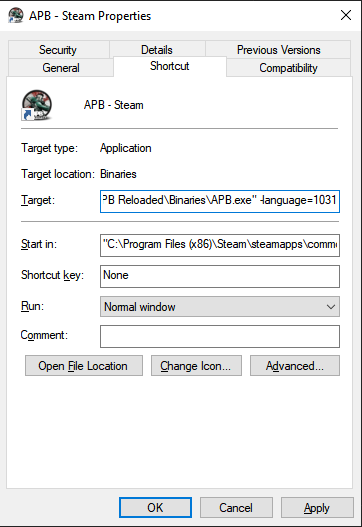 APB - Steam Properties
Security Details Previous Versions
General Shortcut Compatibility
APB - Steam
Target type: Application
Target location: Binaries
Target: PB Reloaded\Binaries\APB.exe" -language=1031
Start in: "C:\Program Files (x86)\Steam\steamapps\commo
Shortcut key: None
Run: Normal window
Comment:
Open File Location Change Icon... Advanced...
OK Cancel Apply